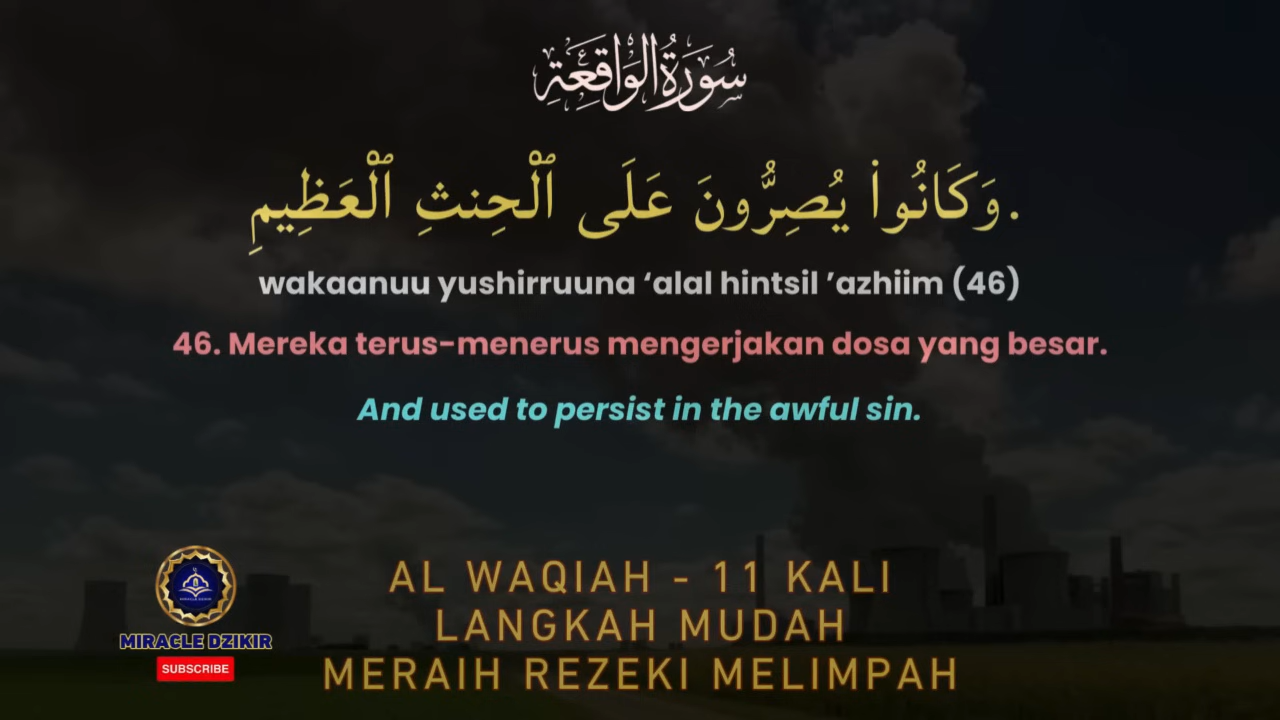 سُورَةُ الْوَاقِعَةِ
وَكَانُوا۟ يُصِرُّونَ عَلَى ٱلْحِنثِ ٱلْعَظِيمِ.
wakaanuu yushirruuna ‘alal hintsil ’azhiim (46)
46. Mereka terus-menerus mengerjakan dosa yang besar.
And used to persist in the awful sin.
AL WAQIAH - 11 KALI
LANGKAH MUDAH
MERAIH REZEKI MELIMPAH
MIRACLE DZIKIR
SUBSCRIBE